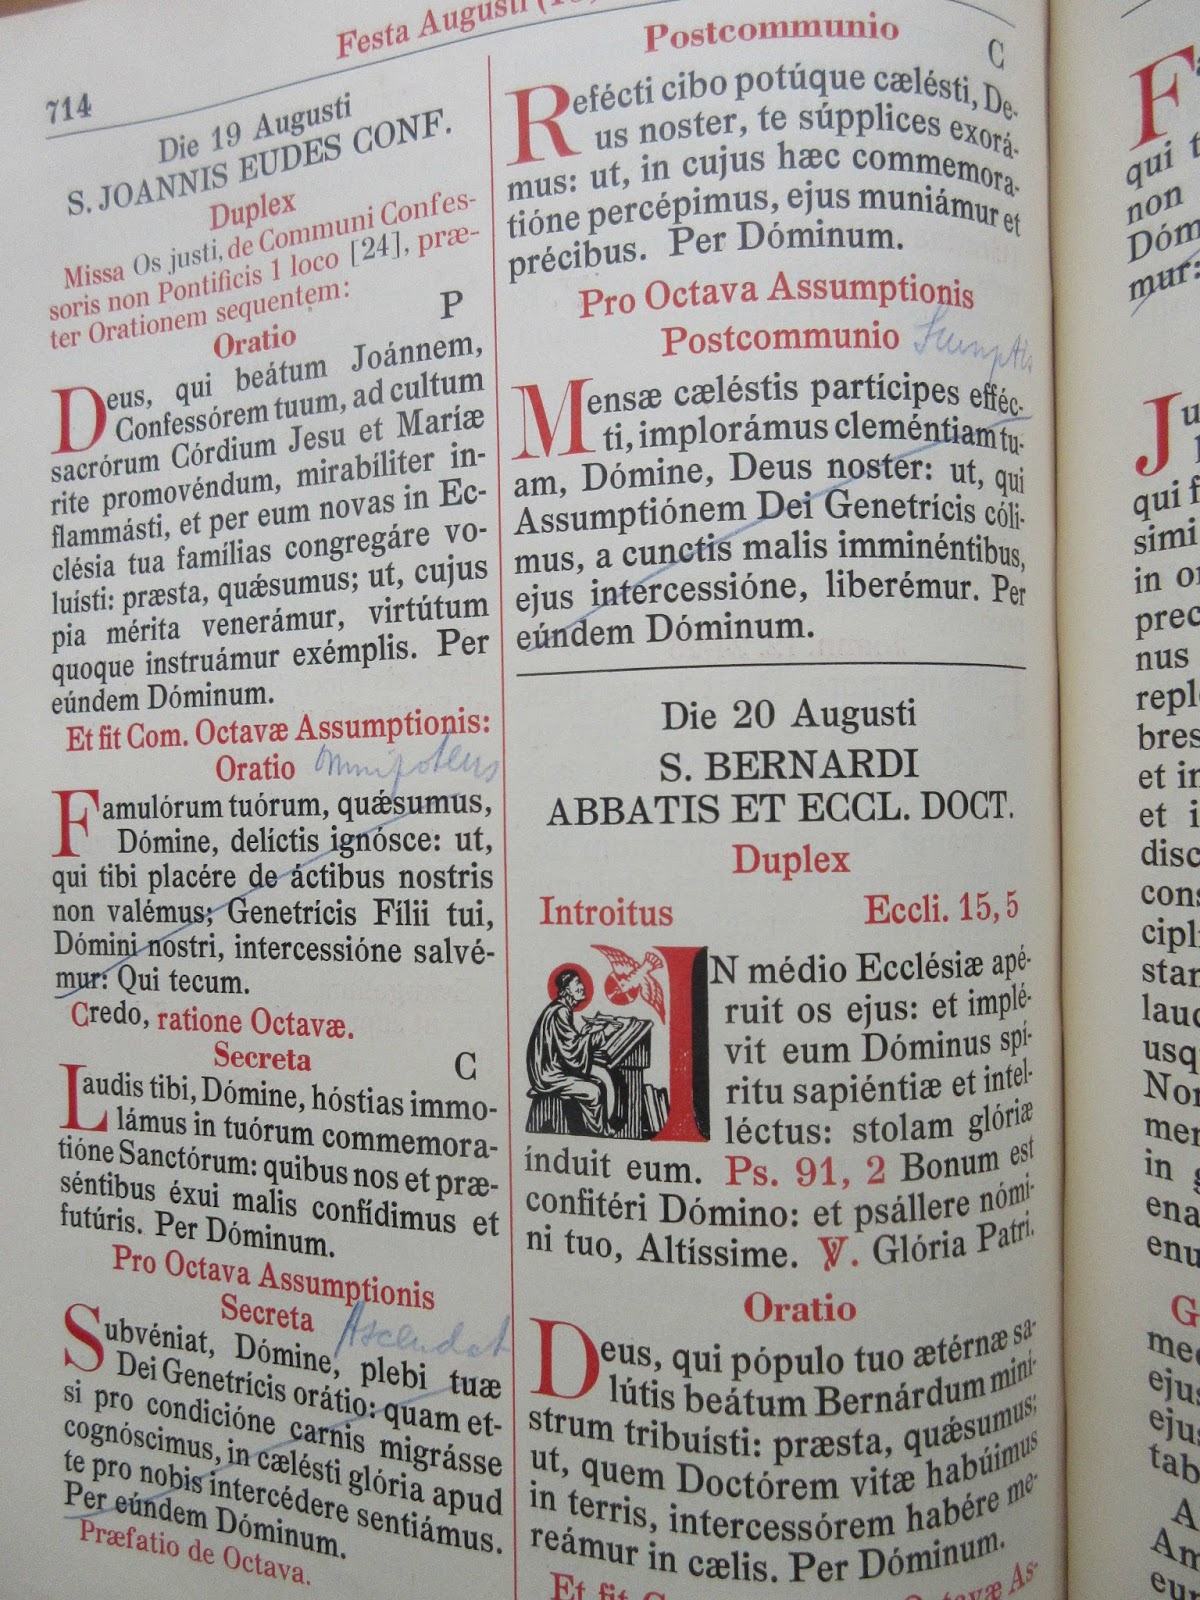 Festa Augusti
714
Die 19 Augusti
S. JOANNIS EUDES CONF.
Duplex
Missa Os justi, de Communi Confes-
soris non Pontificis 1 loco [24], præ-
ter Orationem sequentem:
Oratio P
Deus, qui beátum Joánnem,
Confessórem tuum, ad cultum
sacrórum Córdium Jesu et Maríæ
rite promovéndum, mirabíliter in-
flammásti, et per eum novas in Ec-
clésia tua famílias congregáre vo-
luísti: præsta, quǽsumus; ut, cujus
pia mérita venerámur, virtútum
quoque instruámur exémplis. Per
eúndem Dóminum.
Et fit Com. Octavæ Assumptionis:
Oratio Omnipotens
Famulórum tuórum, quǽsumus,
Dómine, delíctis ignósce: ut,
qui tibi placére de áctibus nostris
non valémus; Genetrícis Fílii tui,
Dómini nostri, intercessióne salvé-
mur: Qui tecum.
Credo, ratione Octavæ.
Secreta C
Laudis tibi, Dómine, hóstias immo-
lámus in tuórum commemora-
tióne Sanctórum: quibus nos et præ-
séntibus éxui malis confídimus et
futúris. Per Dóminum.
Pro Octava Assumptionis
Secreta Ascendat
Subvéniat, Dómine, plebi tuæ
Dei Genetrícis orátio: quam et-
si pro condicióne carnis migrásse
cognóscimus, in cælésti glória apud
te pro nobis intercédere sentiámus.
Per eúndem Dóminum.
Præfatio de Octava.
Postcommunio
C
Refécti cibo potúque cælésti, De-
us noster, te súpplices exorá-
mus: ut, in cujus hæc commemora-
tióne percépimus, ejus muniámur et
précibus. Per Dóminum.
Pro Octava Assumptionis
Postcommunio Sumptis
Mensæ cæléstis partícipes efféc-
ti, implorámus cleméntiam tu-
am, Dómine, Deus noster: ut, qui
Assumptiónem Dei Genetrícis cóli-
mus, a cunctis malis imminéntibus,
ejus intercessióne, liberémur. Per
eúndem Dóminum.
Die 20 Augusti
S. BERNARDI
ABBATIS ET ECCL. DOCT.
Duplex
Introitus Eccli. 15, 5
IN médio Ecclésiæ apé-
ruit os ejus: et implé-
vit eum Dóminus spí-
ritu sapiéntiæ et intel-
léctus: stolam glóriæ
índuit eum. Ps. 91, 2 Bonum est
confitéri Dómino: et psállere nómi-
ni tuo, Altíssime. ℣. Glória Patri.
Oratio
Deus, qui pópulo tuo ætérnæ sa-
lútis beátum Bernárdum miní-
strum tribuísti: præsta, quǽsumus;
ut, quem Doctórem vitæ habúimus
in terris, intercessórem habére me-
reámur in cælis. Per Dóminum.
Et fit Octavæ As-